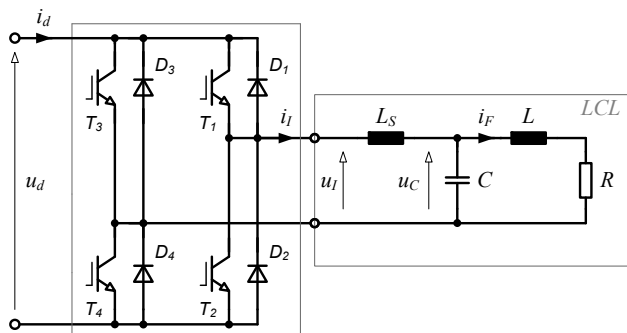 i_d
D_3
D_1
T_3
T_1
i_I
LCL
L_S
i_F
L
u_d
u_I
u_C
C
R
D_4
D_2
T_4
T_2